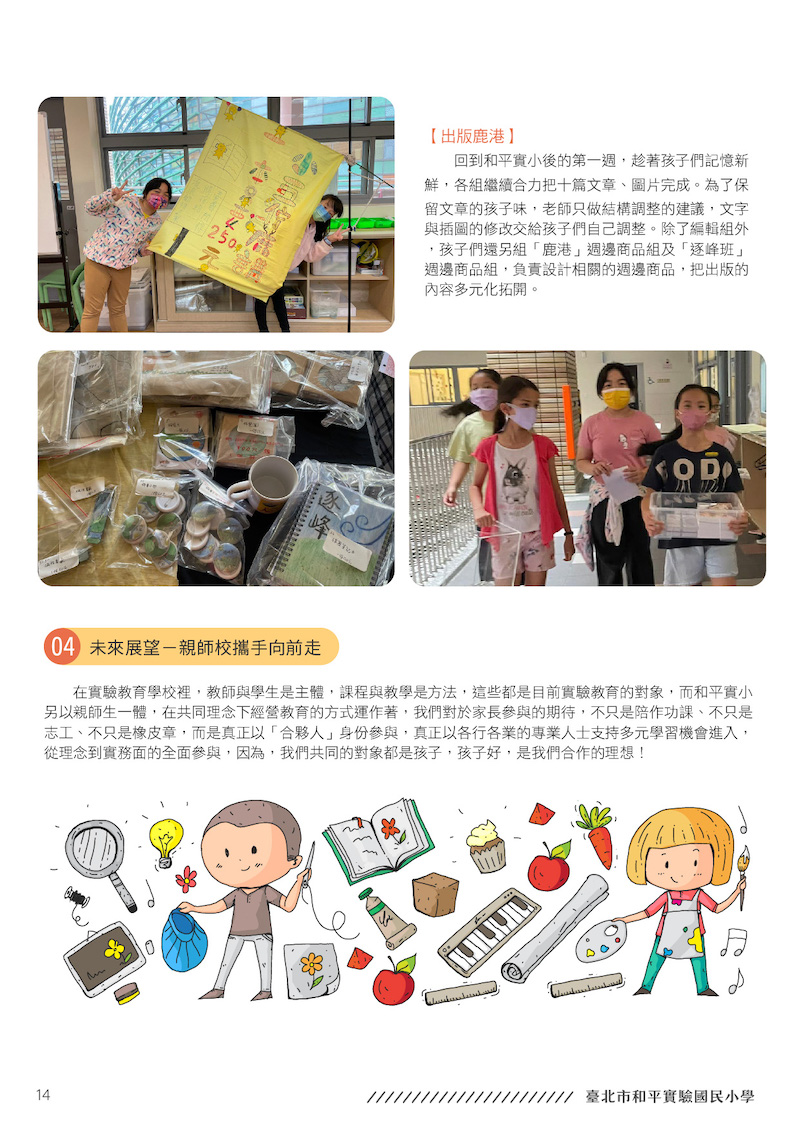 【出版鹿港】
回到和平實小後的第一週，趁著孩子們記憶新
鮮，各組繼續合力把十篇文章、圖片完成。為了保
留文章的孩子味，老師只做結構調整的建議，文字
與插圖的修改交給孩子們自己調整。除了編輯組外
，孩子們還另組「鹿港」週邊商品組及「逐峰班」
週邊商品組，負責設計相關的週邊商品，把出版的
內容多元化拓開。
250
逐
峰
04 未來展望－親師校攜手向前走
在實驗教育學校裡，教師與學生是主體，課程與教學是方法，這些都是目前實驗教育的對象，而和平實小
另以親師生一體，在共同理念下經營教育的方式運作著，我們對於家長參與的期待，不只是陪作功課、不只是
志工、不只是橡皮章，而是真正以「合夥人」身份參與，真正以各行各業的專業人士支持多元學習機會進入，
從理念到實務面的全面參與，因為，我們共同的對象都是孩子，孩子好，是我們合作的理想！
14
臺北市和平實驗國民小學